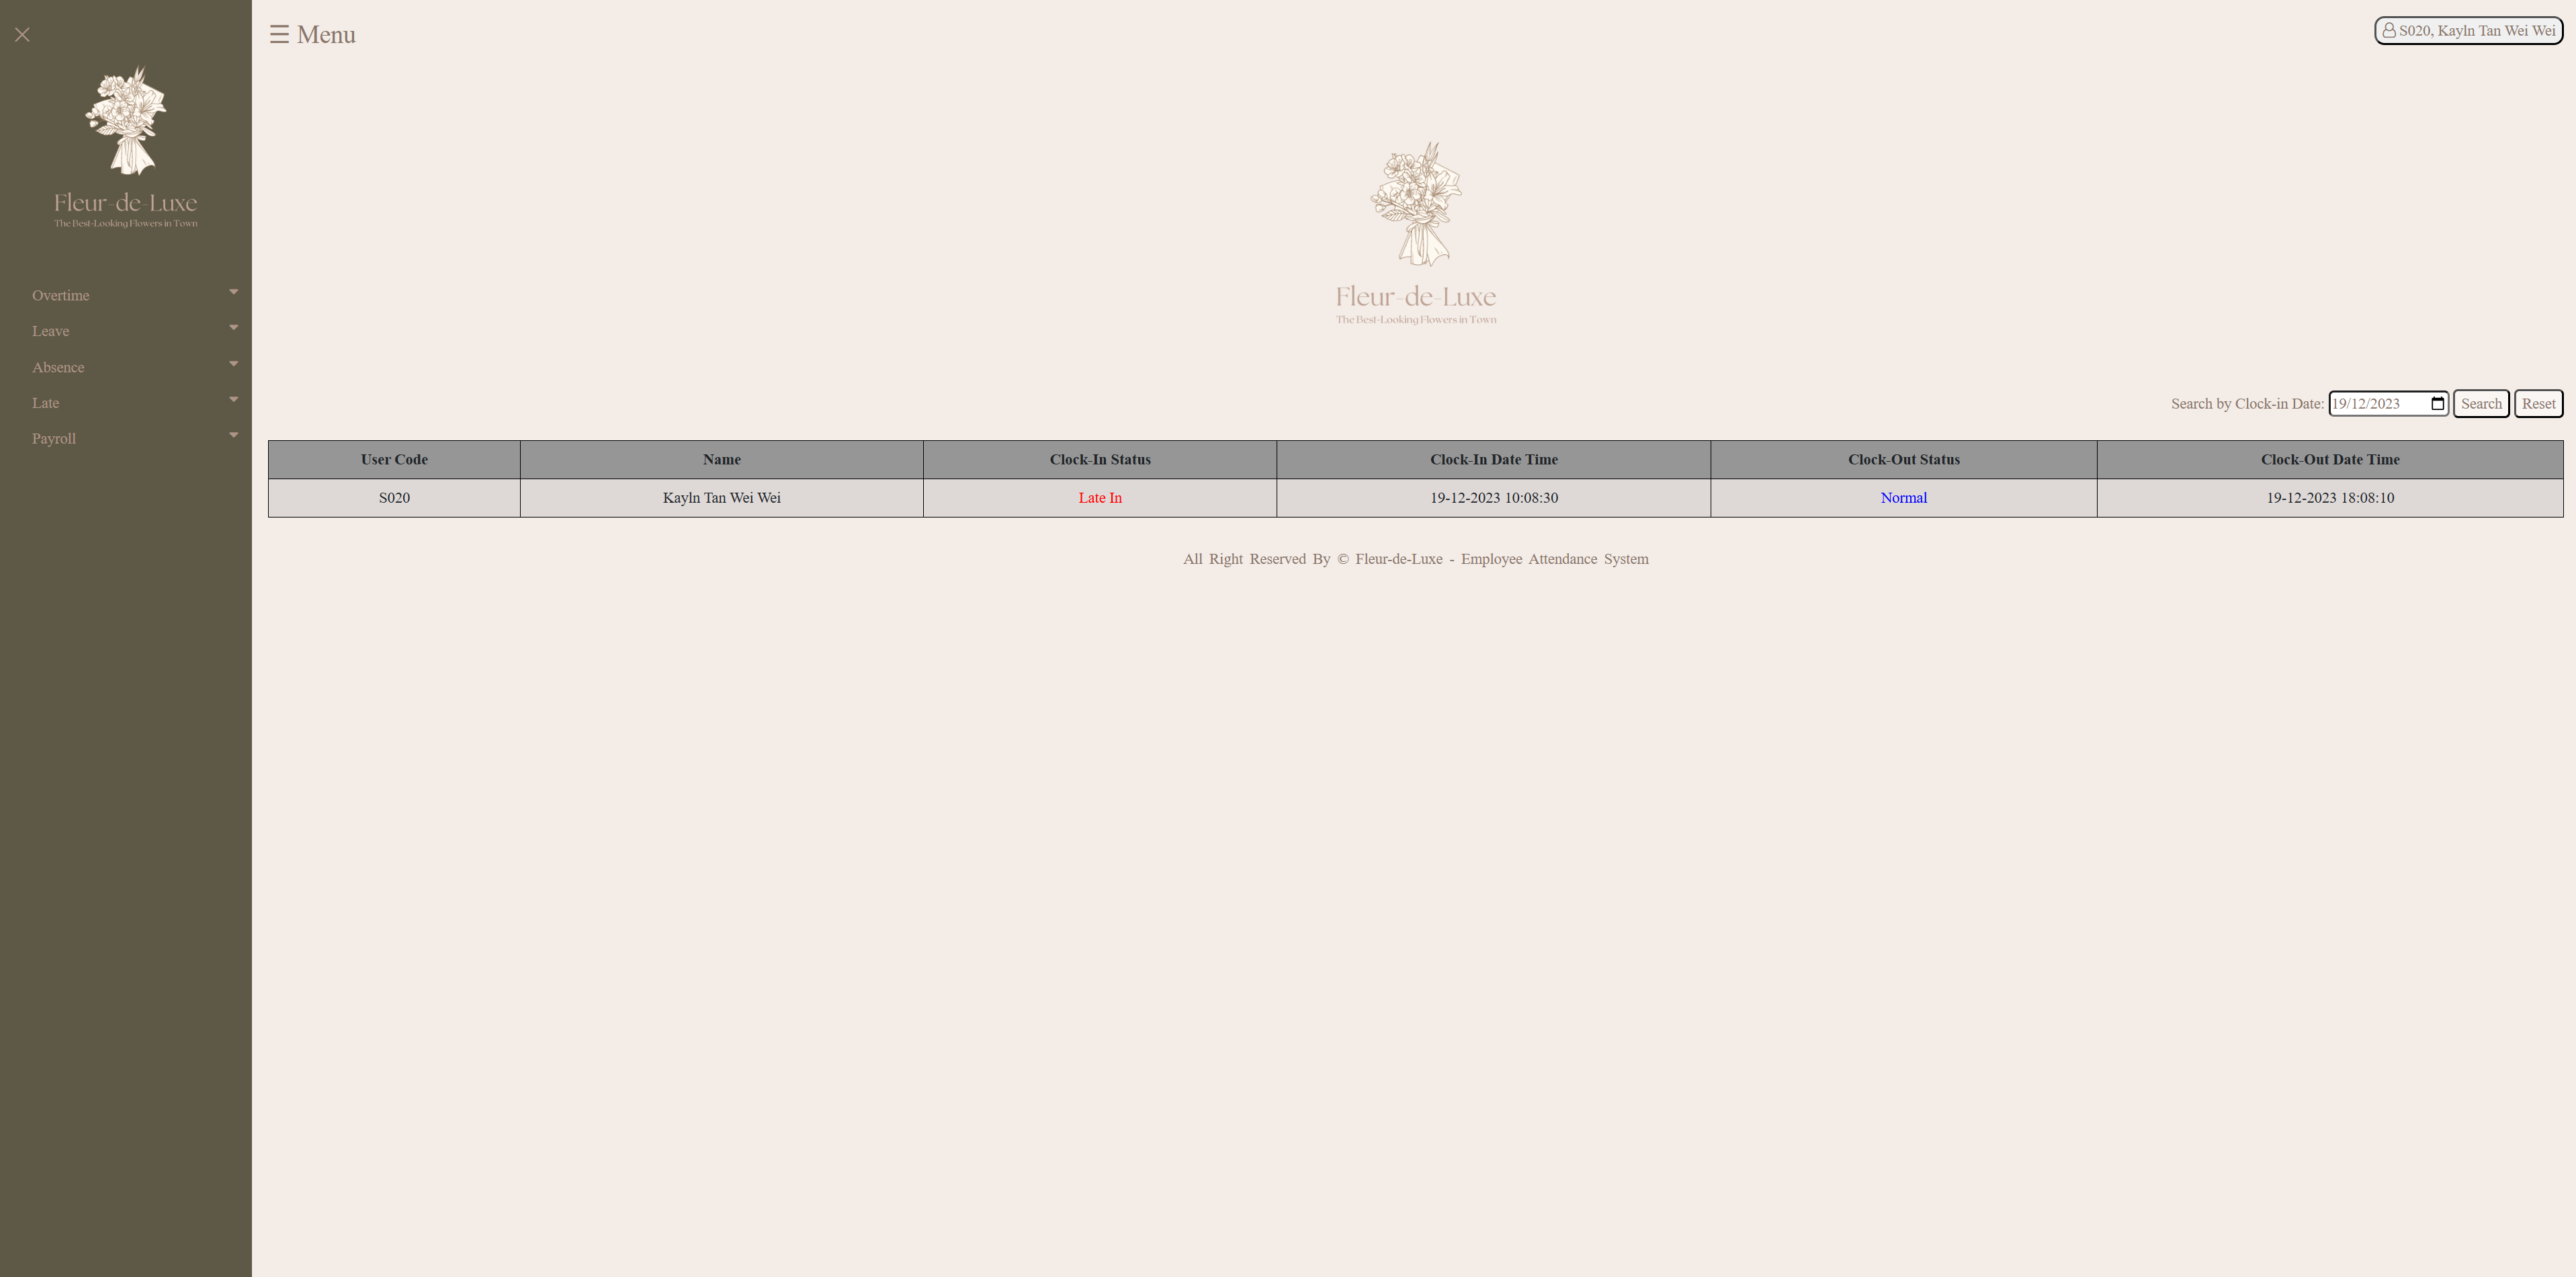 ☰ Menu
S020, Kayln Tan Wei Wei
Fleur-de-Luxe
The Best-Looking Flowers in Town
Overtime
Leave
Absence
Late
Payroll
Fleur-de-Luxe
The Best-Looking Flowers in Town
Search by Clock-in Date: 19/12/2023 Search Reset
User Code Name Clock-In Status Clock-In Date Time Clock-Out Status Clock-Out Date Time
S020 Kayln Tan Wei Wei Late In 19-12-2023 10:08:30 Normal 19-12-2023 18:08:10
All Right Reserved By © Fleur-de-Luxe - Employee Attendance System